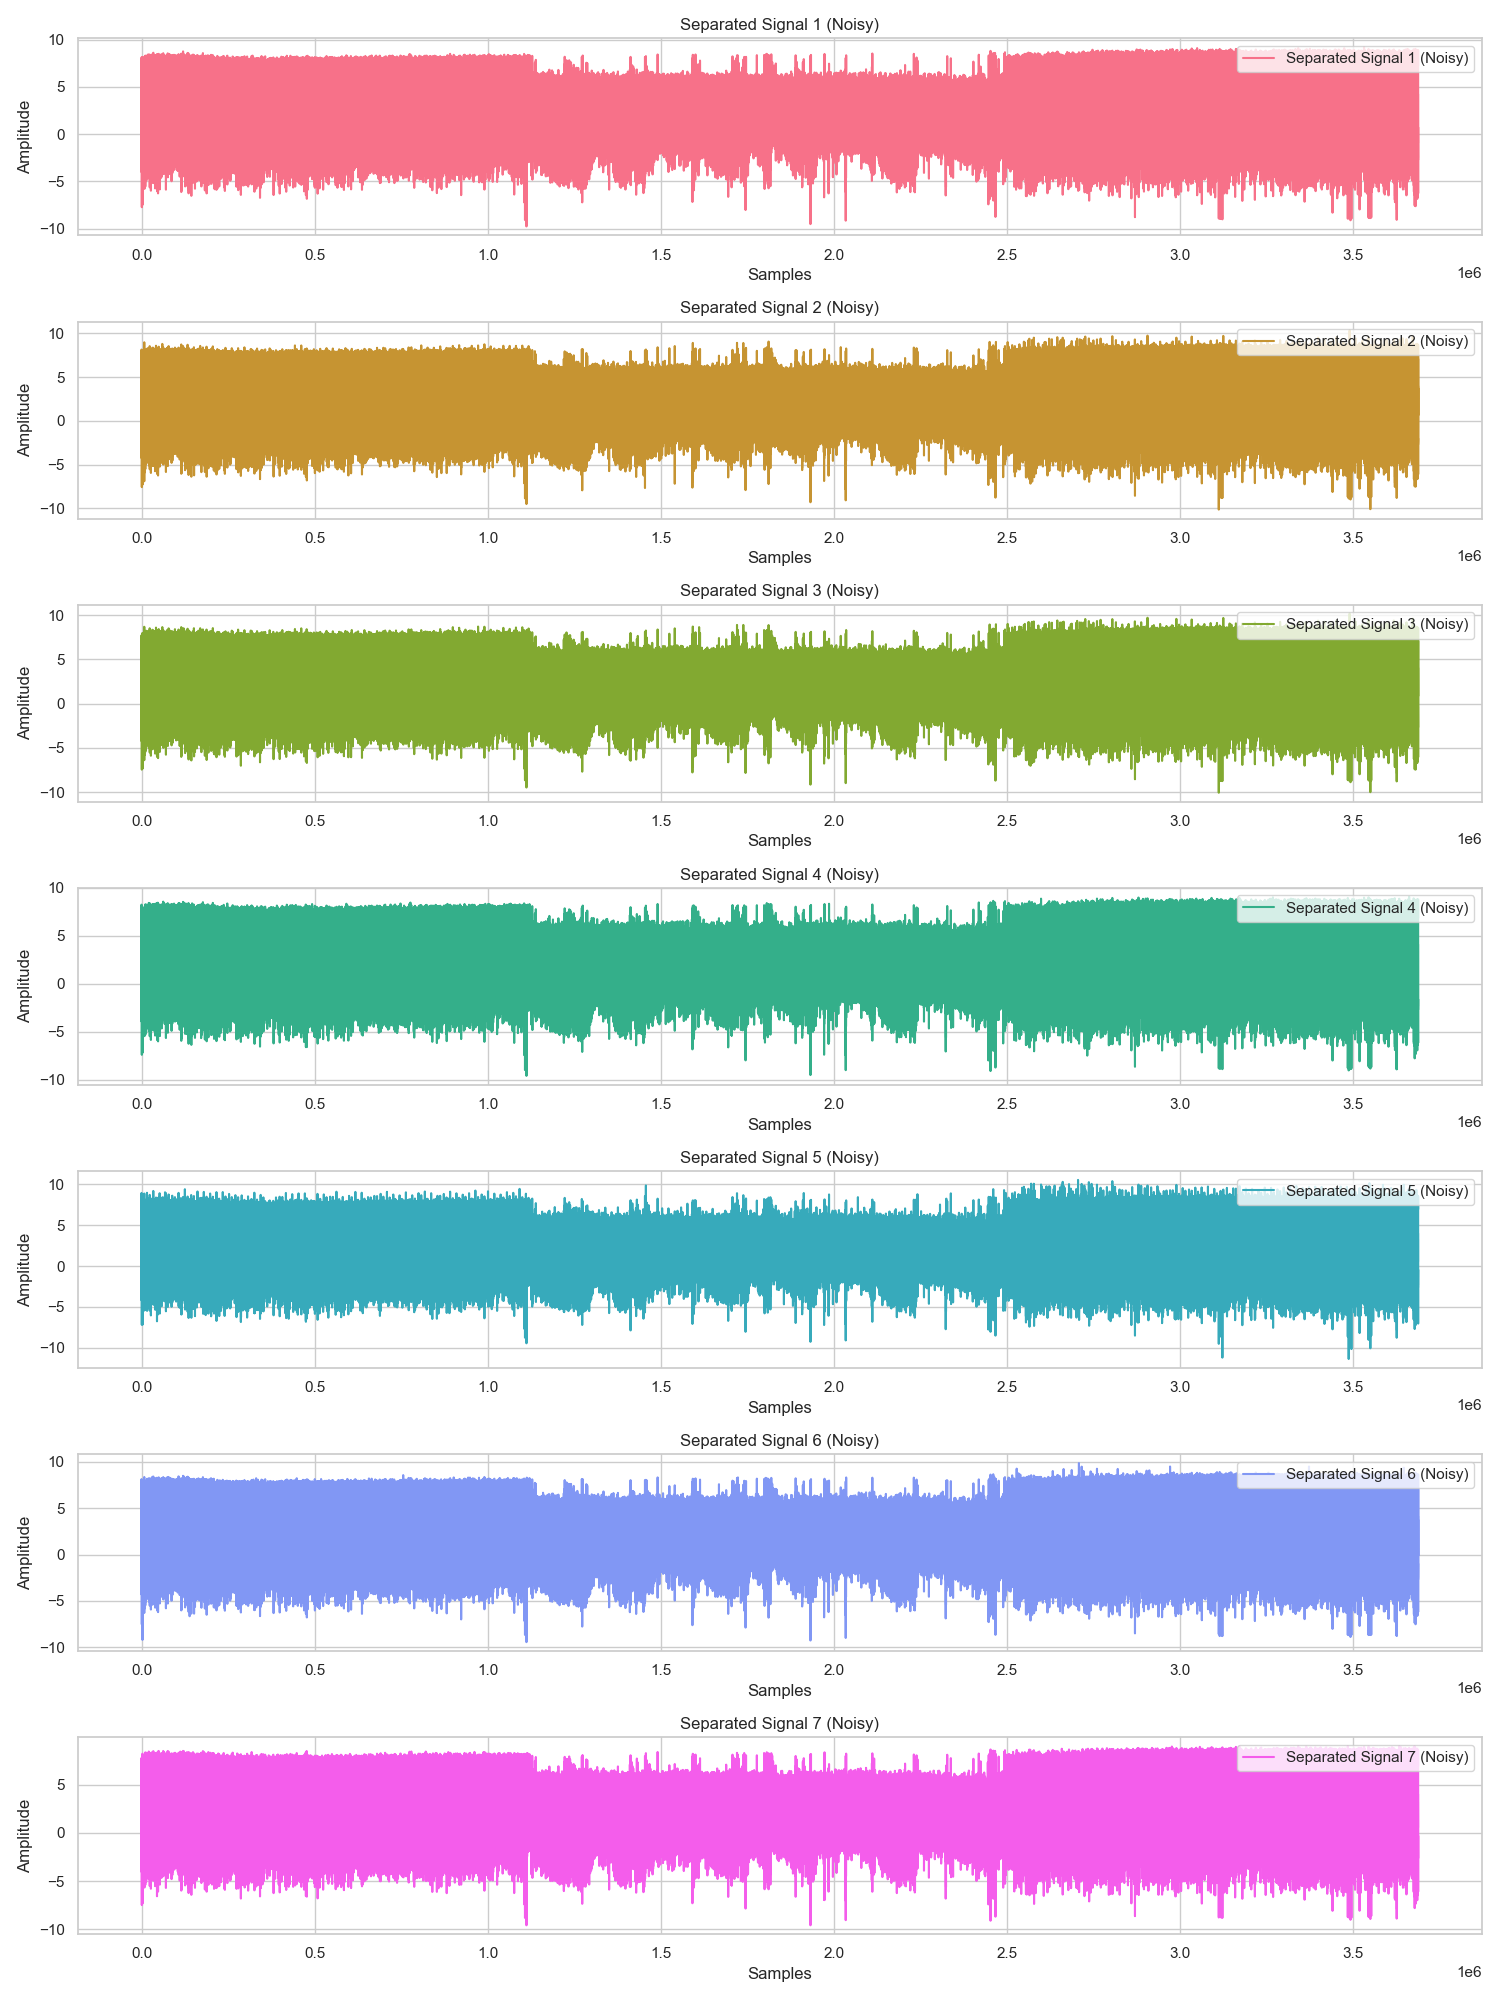 Separated Signal 1 (Noisy)
10
5
0
−5
−10
Amplitude
Separated Signal 1 (Noisy)
0.0 0.5 1.0 1.5 2.0 2.5 3.0 3.5
1e6
Samples
Separated Signal 2 (Noisy)
10
5
0
−5
−10
Amplitude
Separated Signal 2 (Noisy)
0.0 0.5 1.0 1.5 2.0 2.5 3.0 3.5
1e6
Samples
Separated Signal 3 (Noisy)
10
5
0
−5
−10
Amplitude
Separated Signal 3 (Noisy)
0.0 0.5 1.0 1.5 2.0 2.5 3.0 3.5
1e6
Samples
Separated Signal 4 (Noisy)
10
5
0
−5
−10
Amplitude
Separated Signal 4 (Noisy)
0.0 0.5 1.0 1.5 2.0 2.5 3.0 3.5
1e6
Samples
Separated Signal 5 (Noisy)
10
5
0
−5
−10
Amplitude
Separated Signal 5 (Noisy)
0.0 0.5 1.0 1.5 2.0 2.5 3.0 3.5
1e6
Samples
Separated Signal 6 (Noisy)
10
5
0
−5
−10
Amplitude
Separated Signal 6 (Noisy)
0.0 0.5 1.0 1.5 2.0 2.5 3.0 3.5
1e6
Samples
Separated Signal 7 (Noisy)
5
0
−5
−10
Amplitude
Separated Signal 7 (Noisy)
0.0 0.5 1.0 1.5 2.0 2.5 3.0 3.5
1e6
Samples